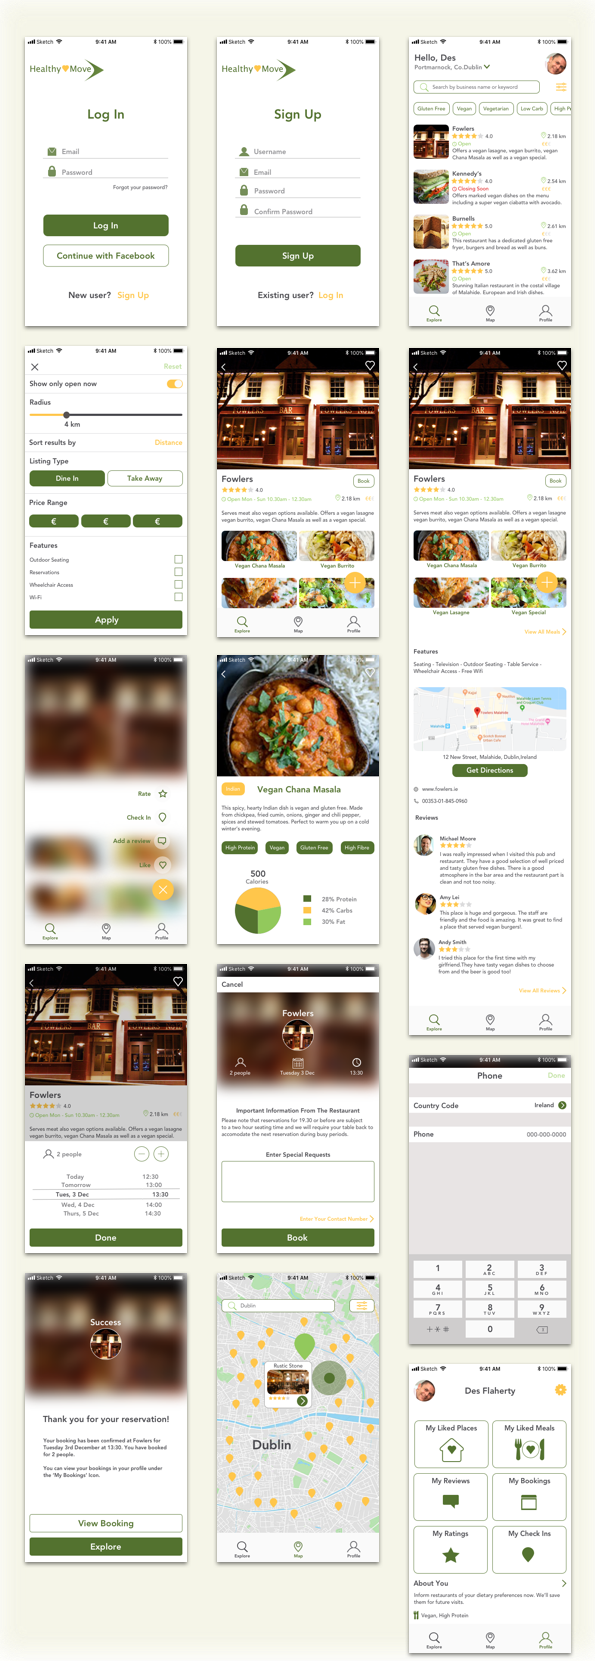 Sketch 9:41 AM 100%
Healthy Move
Log In
Email
Password
Forgot your password?
Log In
Continue with Facebook
New user? Sign Up
Sketch 9:41 AM 100%
Healthy Move
Sign Up
Username
Email
Password
Confirm Password
Sign Up
Existing user? Log In
Sketch 9:41 AM 100%
Hello, Des
Portmarnock, Co.Dublin
Search by business name or keyword
Gluten Free Vegan Vegetarian Low Carb High P
Fowlers
4.0 2.18 km
Open
Offers a vegan lasagne, vegan burrito, vegan
Chana Masala as well as a vegan special.
Kennedy's
4.0 2.54 km
Closing Soon
Offers marked vegan dishes on the menu
including a super vegan ciabatta with avocado.
Burnells
5.0 2.61 km
Open
This restaurant has a dedicated gluten free
fryer, burgers and bread as well as buns.
That's Amore
5.0 3.62 km
Open
Stunning Italian restaurant in the costal village
of Malahide. European and Irish dishes.
Explore Map Profile
Sketch 9:41 AM 100%
Reset
Show only open now
Radius
4 km
Sort results by Distance
Listing Type
Dine In Take Away
Price Range
€ € €
Features
Outdoor Seating
Reservations
Wheelchair Access
Wi-Fi
Apply
Sketch 9:41 AM 100%
FOWLERS BAR FOWLERS
Fowlers
Book
4.0
Open Mon - Sun 10.30am - 12.30am 2.18 km €€€
Serves meat also vegan options available. Offers a vegan lasagne
vegan burrito, vegan Chana Masala as well as a vegan special.
Vegan Chana Masala Vegan Burrito
Explore Map Profile
Sketch 9:41 AM 100%
FOWLERS BAR FOWLERS
Fowlers
Book
4.0
Open Mon - Sun 10.30am - 12.30am 2.18 km €€€
Serves meat also vegan options available. Offers a vegan lasagne
vegan burrito, vegan Chana Masala as well as a vegan special.
Vegan Chana Masala Vegan Burrito
Vegan Lasagne Vegan Special
View All Meals
Features
Seating - Television - Outdoor Seating - Table Service -
Wheelchair Access - Free Wifi
12 New Street, Malahide, Dublin,Ireland
Get Directions
www.fowlers.ie
00353-01-845-0960
Reviews
Michael Moore
I was really impressed when I visited this pub and
restaurant. They have a good selection of well priced
and tasty gluten free dishes. There is a good
atmosphere in the bar area and the restaurant part is
clean and not too noisy.
Amy Lei
This place is huge and gorgeous. The staff are
friendly and the food is amazing. It was great to find
a place that served vegan burgers!.
Andy Smith
I tried this place for the first time with my
girlfriend.They have tasty vegan dishes to choose
from and the beer is good too!
View All Reviews
Explore Map Profile
Sketch 9:41 AM 100%
Rate
Check In
Add a review
Like
Explore Map Profile
Sketch 9:41 AM 100%
Indian
Vegan Chana Masala
This spicy, hearty Indian dish is vegan and gluten free. Made
from chickpeas, fried cumin, onions, ginger and chili pepper,
spices and stewed tomatoes. Perfect to warm you up on a cold
winter's evening.
High Protein Vegan Gluten Free High Fibre
500
Calories
28% Protein
42% Carbs
30% Fat
Explore Map Profile
Sketch 9:41 AM 100%
FOWLERS BAR FOWLERS
Fowlers
4.0
Open Mon - Sun 10.30am - 12.30am 2.18 km €€€
Serves meat also vegan options available. Offers a vegan lasagne
vegan burrito, vegan Chana Masala as well as a vegan special.
2 people
Today 12:30
Tomorrow 13:00
Tues, 3 Dec 13:30
Wed, 4 Dec 14:00
Thurs, 5 Dec 14:30
Done
Sketch 9:41 AM 100%
Cancel
Fowlers
2 people Tuesday 3 Dec 13:30
Important Information From The Restaurant
Please note that reservations for 19.30 or before are subject
to a two hour seating time and we will require your table back to
accomodate the next reservation during busy periods.
Enter Special Requests
Enter Your Contact Number
Book
Sketch 9:41 AM 100%
Phone Done
Country Code Ireland
Phone 000-000-0000
1 2 3
ABC DEF
4 5 6
GHI JKL MNO
7 8 9
PQRS TUV WXYZ
+ * # 0
Sketch 9:41 AM 100%
Success
Thank you for your reservation!
Your booking has been confirmed at Fowlers for
Tuesday 3rd December at 13:30. You have booked
for 2 people.
You can view your bookings in your profile under
the 'My Bookings' Icon.
View Booking
Explore
Sketch 9:41 AM 100%
Dublin
Rustic Stone
Dublin
Explore Map Profile
Sketch 9:41 AM 100%
Des Flaherty
My Liked Places My Liked Meals
My Reviews My Bookings
My Ratings My Check Ins
About You
Inform restaurants of your dietary preferences now. We'll save
them for future visits.
Vegan, High Protein
Explore Map Profile